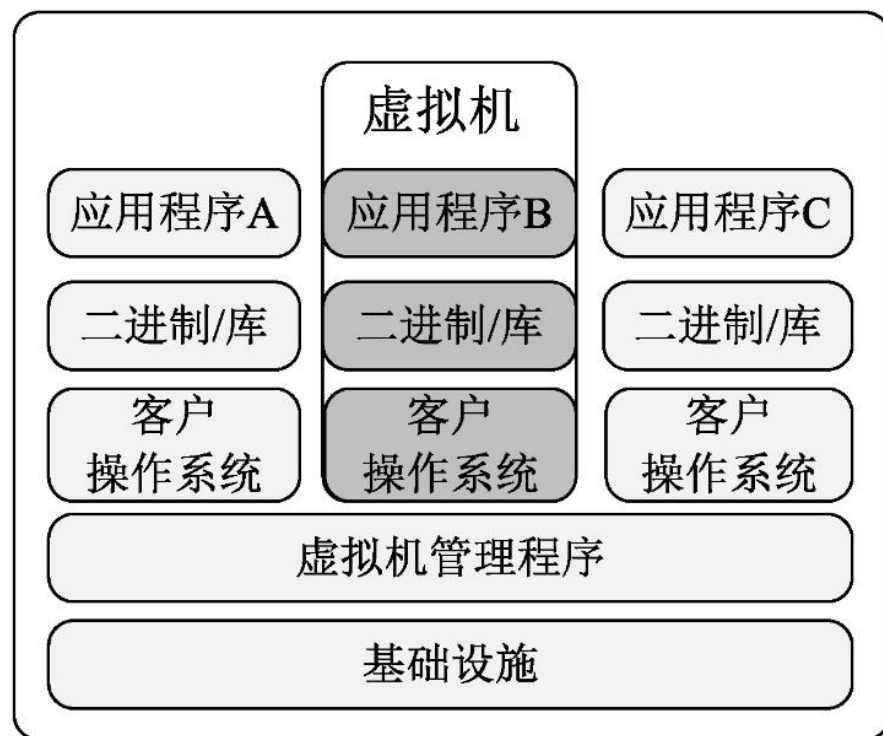 虚拟机
应用程序A
应用程序B
应用程序C
二进制/库
二进制/库
二进制/库
客户
操作系统
客户
操作系统
客户
操作系统
虚拟机管理程序
基础设施